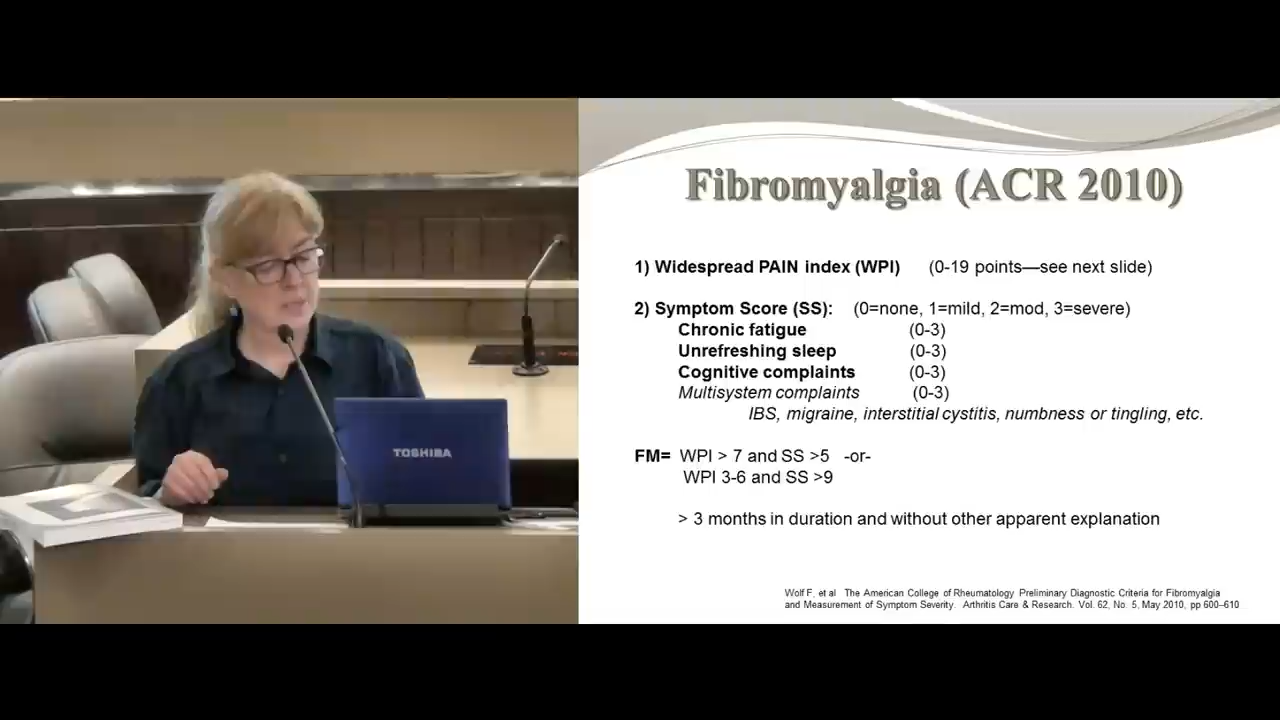 Fibromyalgia (ACR 2010)
1) Widespread PAIN index (WPI) (0-19 points—see next slide)
2) Symptom Score (SS): (0=none, 1=mild, 2=mod, 3=severe)
Chronic fatigue (0-3)
Unrefreshing sleep (0-3)
Cognitive complaints (0-3)
Multisystem complaints (0-3)
IBS, migraine, interstitial cystitis, numbness or tingling, etc.
FM= WPI > 7 and SS >5 -or-
WPI 3-6 and SS >9
> 3 months in duration and without other apparent explanation
Wolf F, et al The American College of Rheumatology Preliminary Diagnostic Criteria for Fibromyalgia
and Measurement of Symptom Severity. Arthritis Care & Research. Vol. 62, No. 5, May 2010, pp 600–610
TOSHIBA